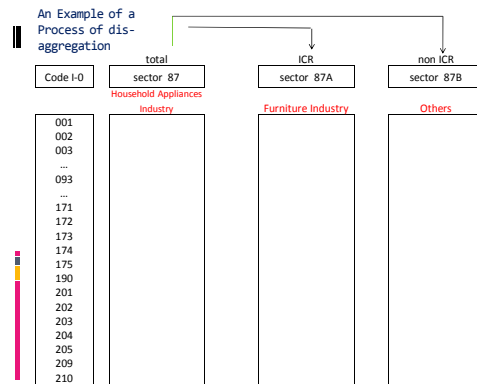 An Example of a
Process of dis-
aggregation
total
ICR
non ICR
Code I-0
sector 87
sector 87A
sector 87B
Household Appliances
Industry
Furniture Industry
Others
001
002
003
...
093
...
171
172
173
174
175
190
201
202
203
204
205
209
210